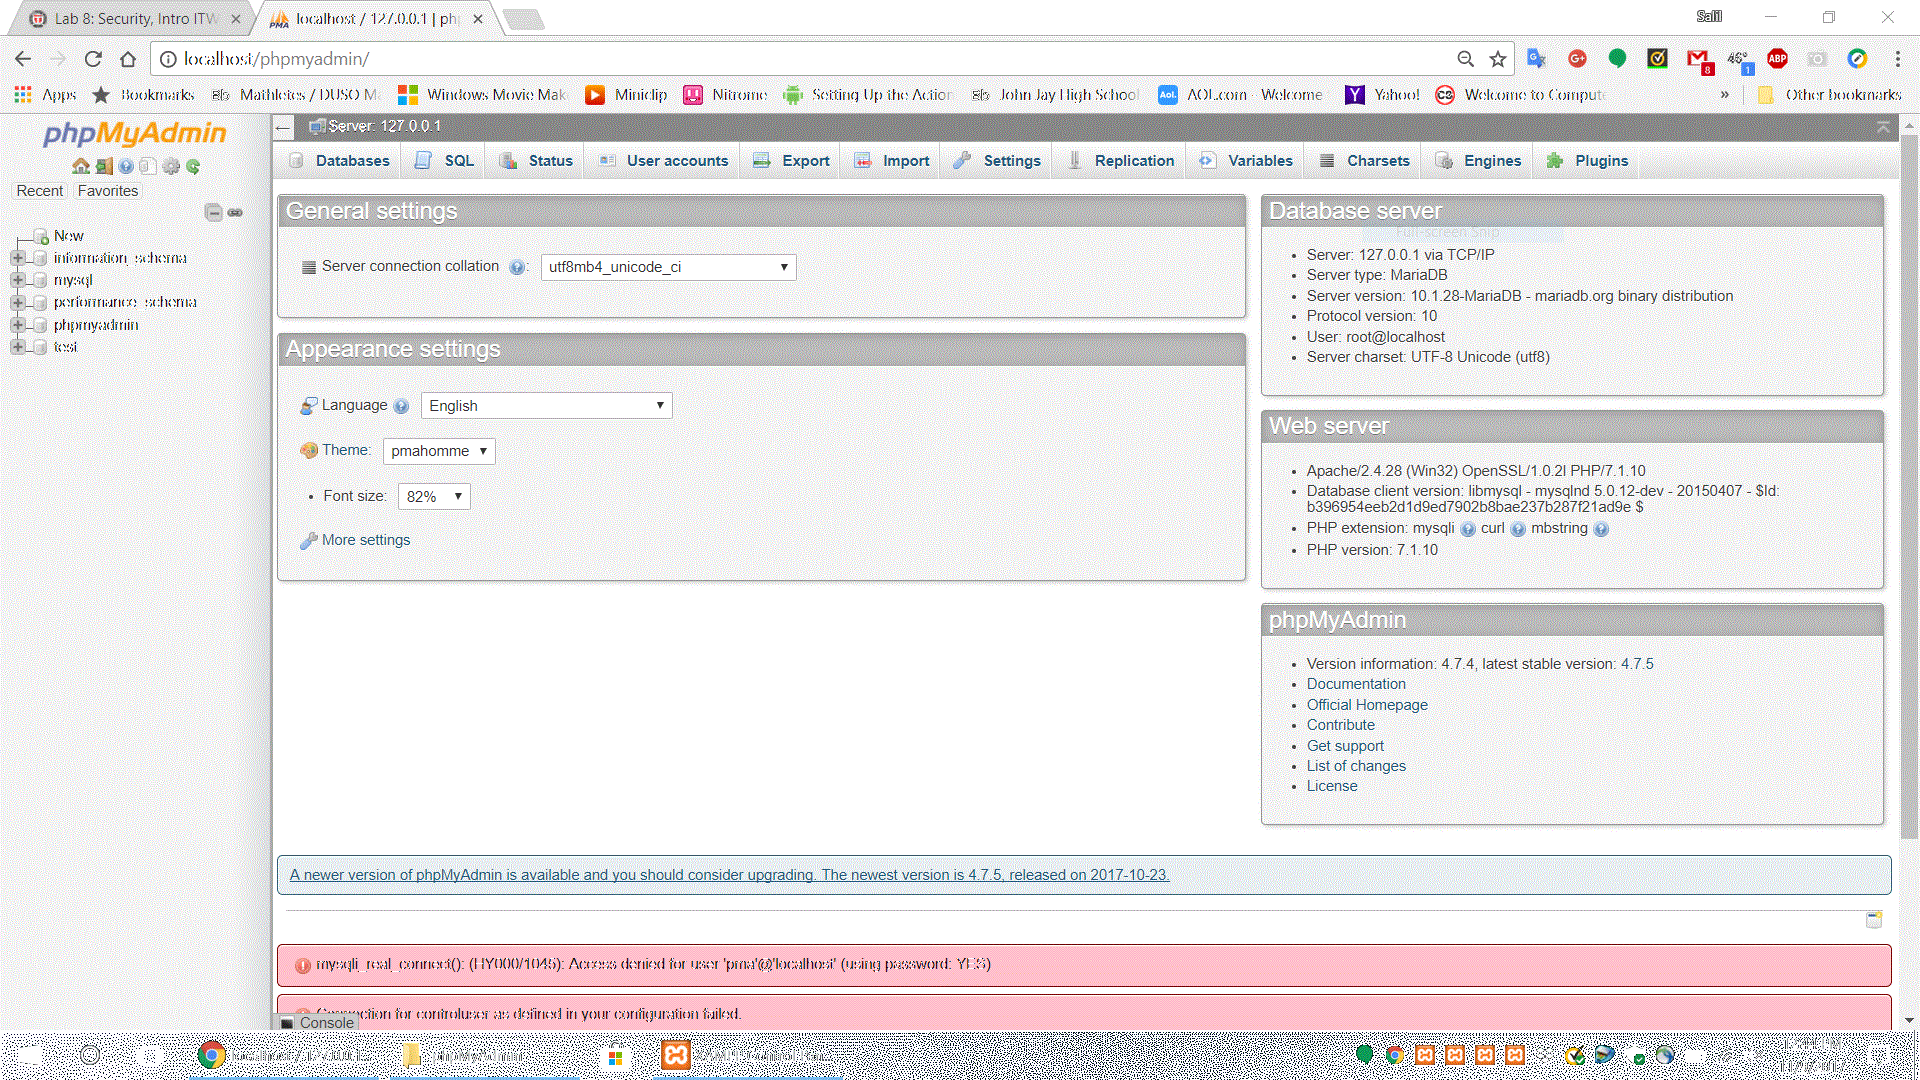 Lab 8: Security, Intro ITW
localhost / 127.0.0.1 | ph
Salil
localhost/phpmyadmin/
8
46°
1
ABP
Apps
Bookmarks
Mathletes / DUSO M
Windows Movie Mak
Miniclip
Nitrome
Setting Up the Action
John Jay High School
Aol.
AOL.com - Welcome
Yahoo!
Welcome to Compute
»
Other bookmarks
phpMyAdmin
Recent
Favorites
New
information_schema
mysql
performance_schema
phpmyadmin
test
Server: 127.0.0.1
Databases
SQL
Status
User accounts
Export
Import
Settings
Replication
Variables
Charsets
Engines
Plugins
General settings
Server connection collation :
utf8mb4_unicode_ci
Appearance settings
Language
English
Theme:
pmahomme
Font size:
82%
More settings
Database server
Full-screen Snip
Server: 127.0.0.1 via TCP/IP
Server type: MariaDB
Server version: 10.1.28-MariaDB - mariadb.org binary distribution
Protocol version: 10
User: root@localhost
Server charset: UTF-8 Unicode (utf8)
Web server
Apache/2.4.28 (Win32) OpenSSL/1.0.2l PHP/7.1.10
Database client version: libmysql - mysqlnd 5.0.12-dev - 20150407 - $Id:
b396954eeb2d1d9ed7902b8bae237b287f21ad9e $
PHP extension: mysqli curl mbstring
PHP version: 7.1.10
phpMyAdmin
Version information: 4.7.4, latest stable version: 4.7.5
Documentation
Official Homepage
Contribute
Get support
List of changes
License
A newer version of phpMyAdmin is available and you should consider upgrading. The newest version is 4.7.5, released on 2017-10-23.
mysqli_real_connect(): (HY000/1045): Access denied for user 'pma'@'localhost' (using password: YES)
Connection for controluser as defined in your configuration failed.
Console
phpMyAdmin